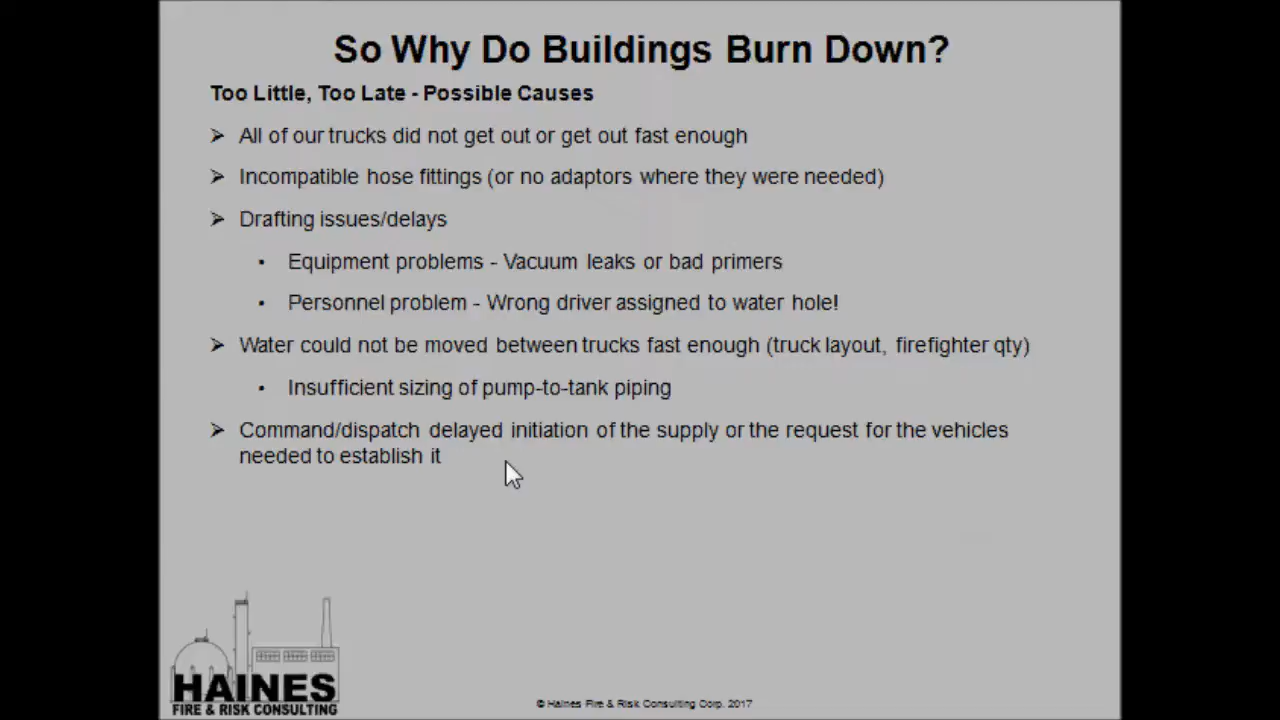 So Why Do Buildings Burn Down?
Too Little, Too Late - Possible Causes
➢ All of our trucks did not get out or get out fast enough
➢ Incompatible hose fittings (or no adaptors where they were needed)
➢ Drafting issues/delays
• Equipment problems - Vacuum leaks or bad primers
• Personnel problem - Wrong driver assigned to water hole!
➢ Water could not be moved between trucks fast enough (truck layout, firefighter qty)
• Insufficient sizing of pump-to-tank piping
➢ Command/dispatch delayed initiation of the supply or the request for the vehicles
needed to establish it
HAINES
FIRE & RISK CONSULTING
© Haines Fire & Risk Consulting Corp. 2017